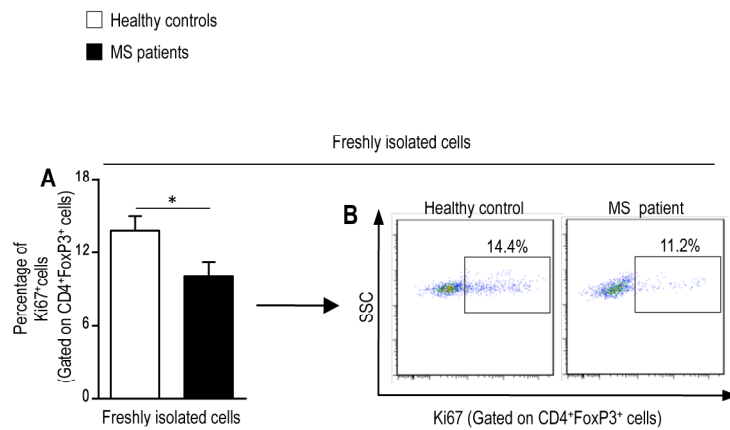 Healthy controls
MS patients
Freshly isolated cells
A
18
12
6
0
*
Percentage of
Ki67⁺cells
(Gated on CD4⁺FoxP3⁺ cells)
Freshly isolated cells
B
Healthy control
MS patient
14.4%
11.2%
SSC
Ki67 (Gated on CD4⁺FoxP3⁺ cells)